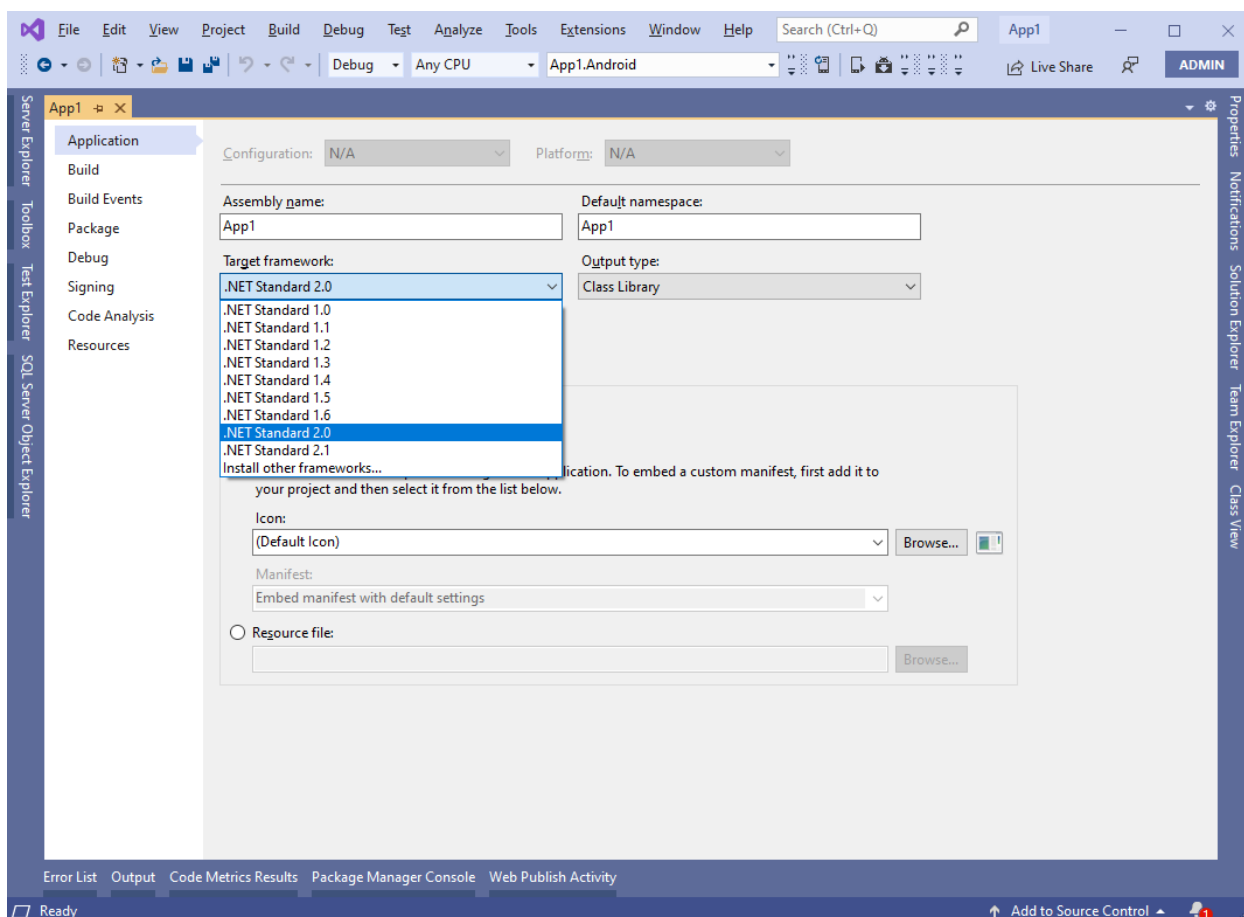 File Edit View Project Build Debug Test Analyze Tools Extensions Window Help Search (Ctrl+Q) App1
Debug Any CPU App1.Android Live Share ADMIN
Server Explorer
Toolbox
Test Explorer
SQL Server Object Explorer
App1
Application
Build
Build Events
Package
Debug
Signing
Code Analysis
Resources
Configuration: N/A Platform: N/A
Assembly name: Default namespace:
App1 App1
Target framework: Output type:
.NET Standard 2.0 Class Library
.NET Standard 1.0
.NET Standard 1.1
.NET Standard 1.2
.NET Standard 1.3
.NET Standard 1.4
.NET Standard 1.5
.NET Standard 1.6
.NET Standard 2.0
.NET Standard 2.1
Install other frameworks...
lication. To embed a custom manifest, first add it to
your project and then select it from the list below.
Icon:
(Default Icon) Browse...
Manifest:
Embed manifest with default settings
Resource file:
Browse...
Properties
Notifications
Solution Explorer
Team Explorer
Class View
Error List Output Code Metrics Results Package Manager Console Web Publish Activity
Ready Add to Source Control 1